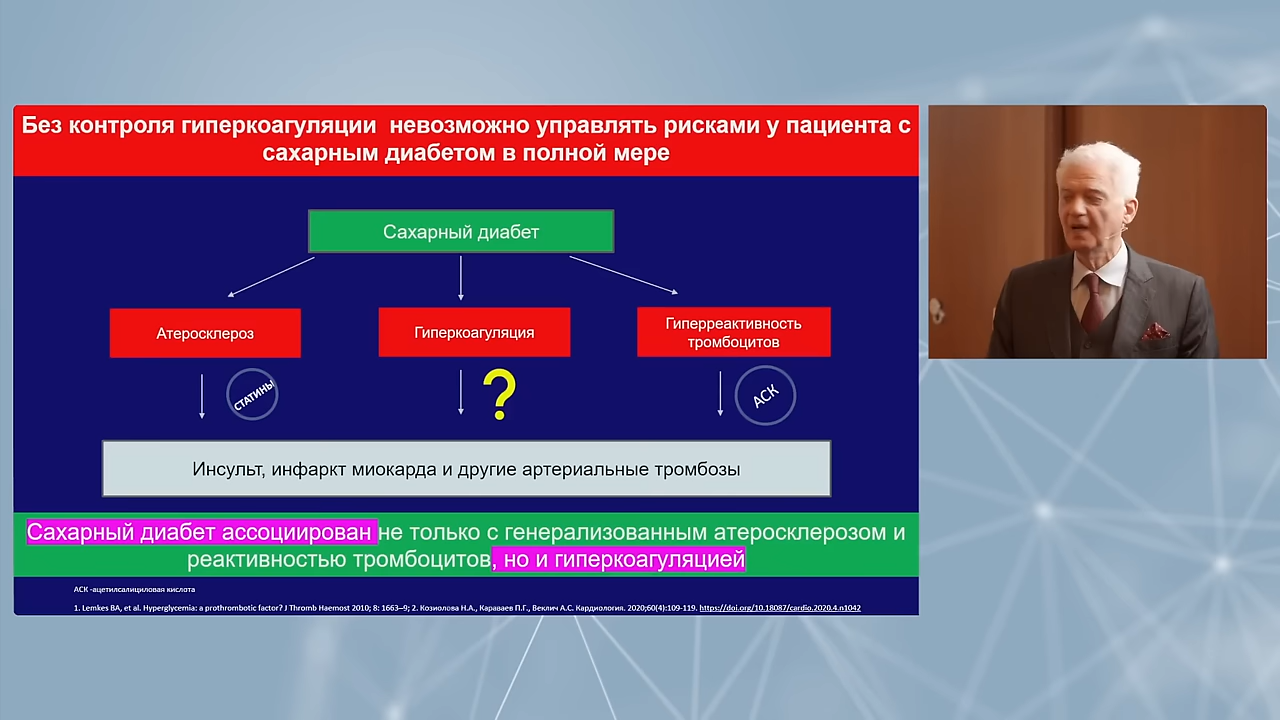 Без контроля гиперкоагуляции невозможно управлять рисками у пациента с
сахарным диабетом в полной мере
Сахарный диабет
Атеросклероз
Гиперкоагуляция
Гиперреактивность
тромбоцитов
СТАТИНЫ
?
АСК
Инсульт, инфаркт миокарда и другие артериальные тромбозы
Сахарный диабет ассоциирован не только с генерализованным атеросклерозом и
реактивностью тромбоцитов, но и гиперкоагуляцией
АСК -ацетилсалициловая кислота
1. Lemkes BA, et al. Hyperglycemia: a prothrombotic factor? J Thromb Haemost 2010; 8: 1663–9; 2. Козиолова Н.А., Караваев П.Г., Веклич А.С. Кардиология. 2020;60(4):109-119. https://doi.org/10.18087/cardio.2020.4.n1042